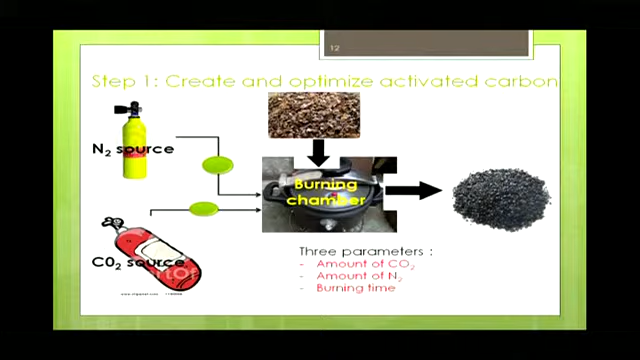 12
Step 1: Create and optimize activated carbon
N2 source
Burning
chamber
C02 source
Three parameters :
- Amount of CO2
- Amount of N2
- Burning time